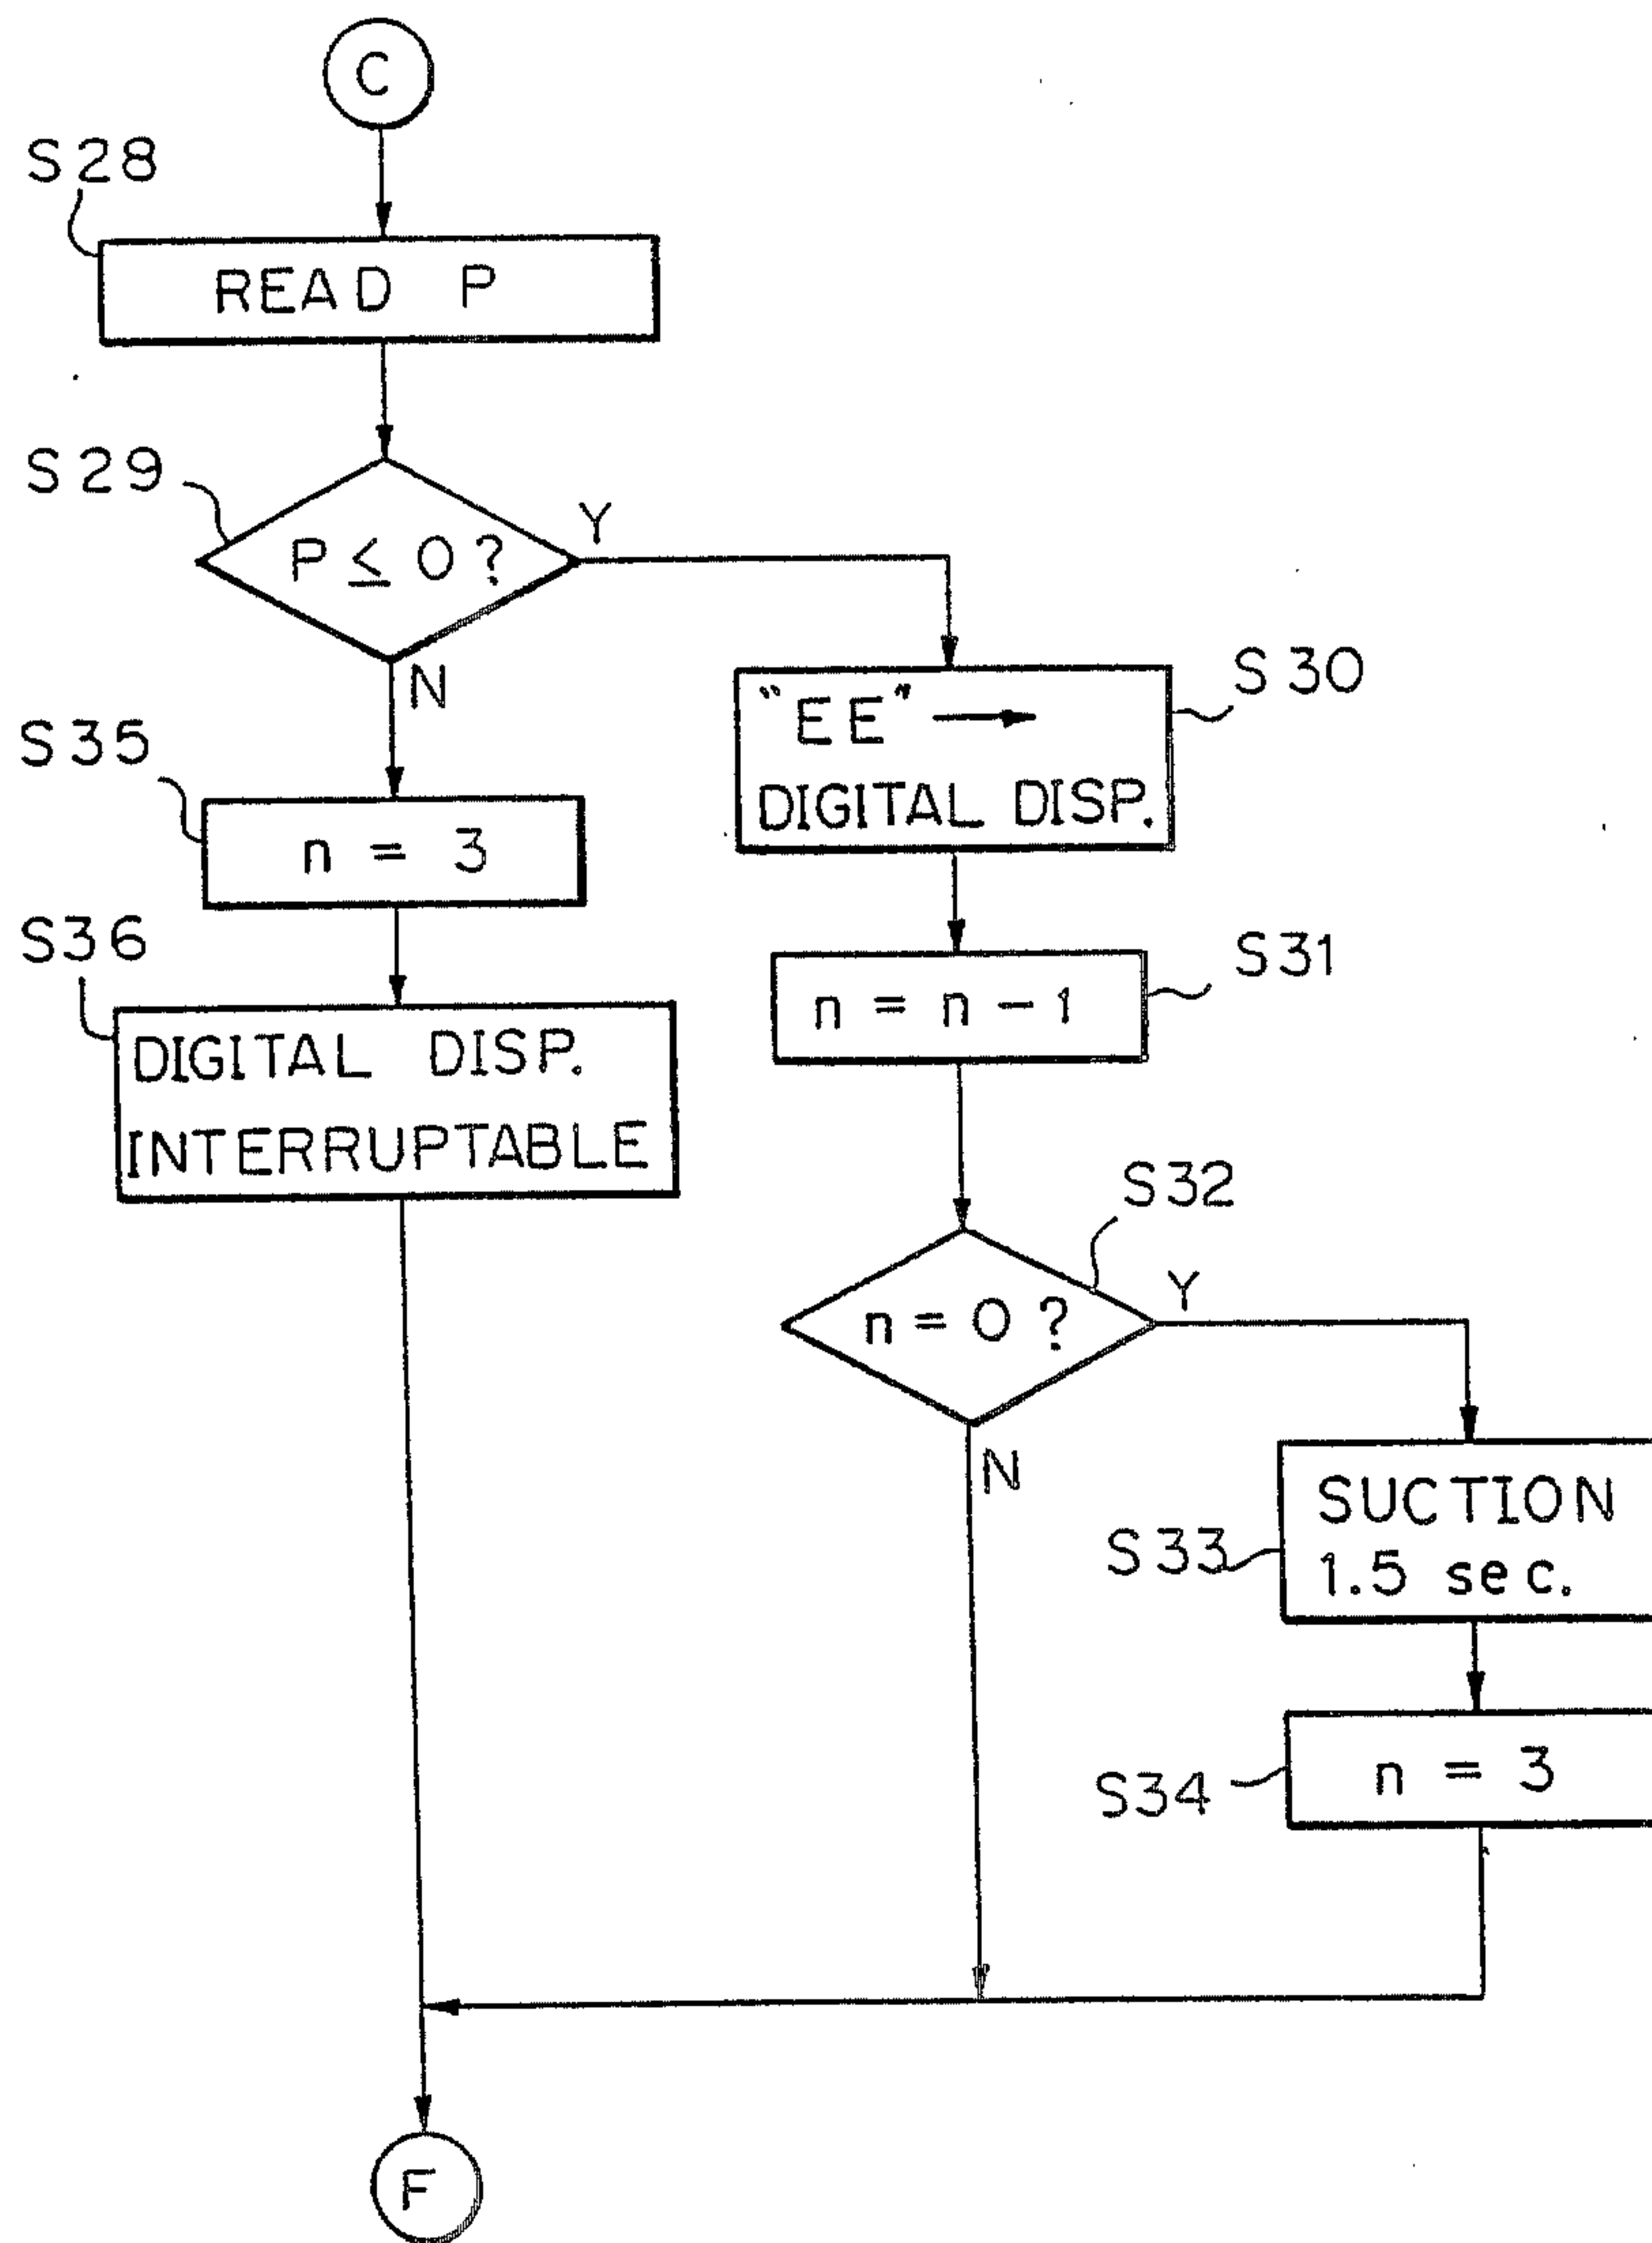 C
S28
READ P
S29
P ≤ 0 ?
Y
N
S30
"EE" →
DIGITAL DISP.
S35
n = 3
S31
n = n - 1
S36
DIGITAL DISP.
INTERRUPTABLE
S32
n = 0 ?
Y
N
S33
SUCTION
1.5 sec.
S34
n = 3
F